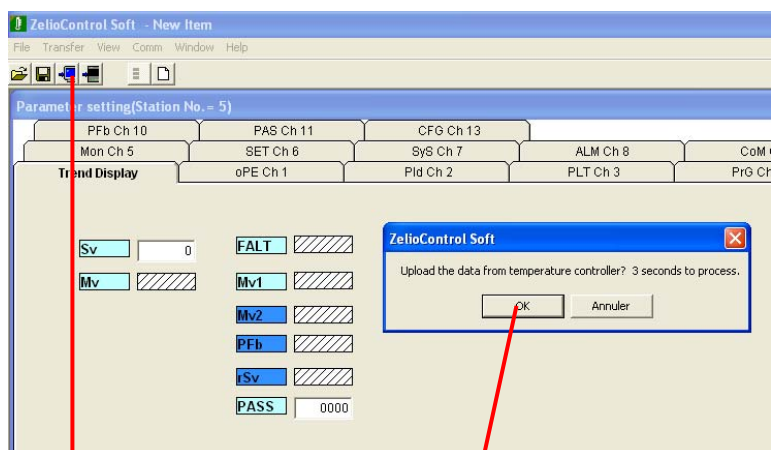 ZelioControl Soft - New Item
File Transfer View Comm Window Help
Parameter setting(Station No.= 5)
PFb Ch 10 PAS Ch 11 CFG Ch 13
Mon Ch 5 SET Ch 6 SyS Ch 7 ALM Ch 8 CoM
Trend Display oPE Ch 1 PId Ch 2 PLT Ch 3 PrG Ch
Sv 0 FALT
Mv Mv1
Mv2
PFb
rSv
PASS 0000
ZelioControl Soft
Upload the data from temperature controller? 3 seconds to process.
OK Annuler